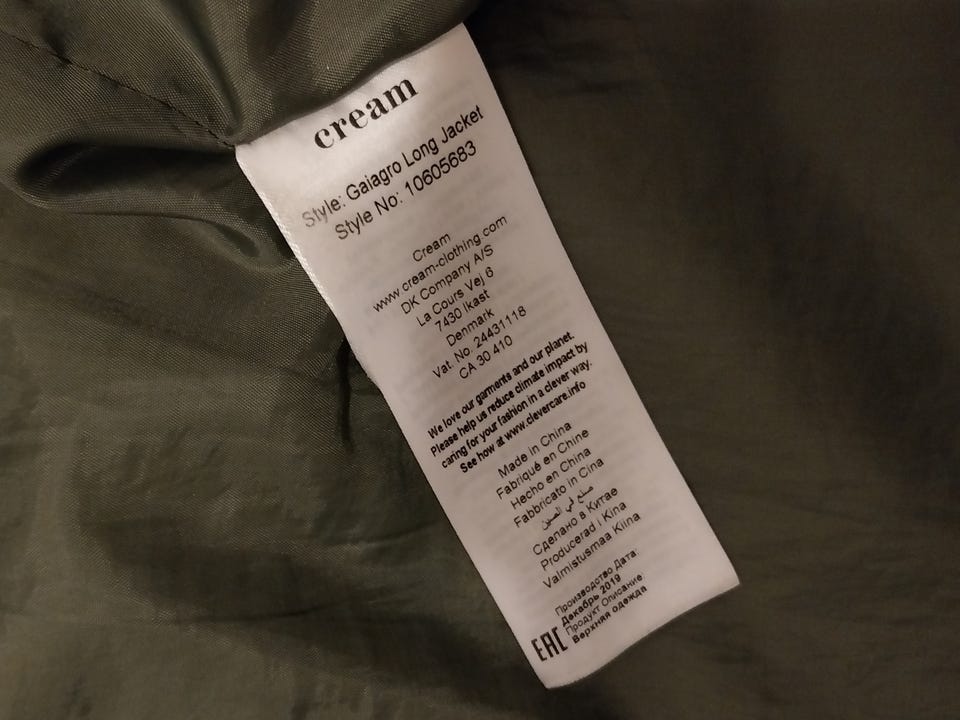 cream
Style: Gaiagro Long Jacket
Style No: 10605683
Cream
www.cream-clothing.com
DK Company A/S
La Cours Vej 6
7430 Ikast
Denmark
Vat. No. 24431118
CA 30 410
We love our garments and our planet.
Please help us reduce climate impact by
caring for your fashion in a clever way.
See how at www.clevercare.info
Made in China
Fabriqué en Chine
Hecho en China
Fabbricato in Cina
صنع في الصين
Сделано в Китае
Producerad i Kina
Valmistusmaa Kiina
Производство Дата:
Декабрь 2019
Продукт Описание
Верхняя одежда
EAC